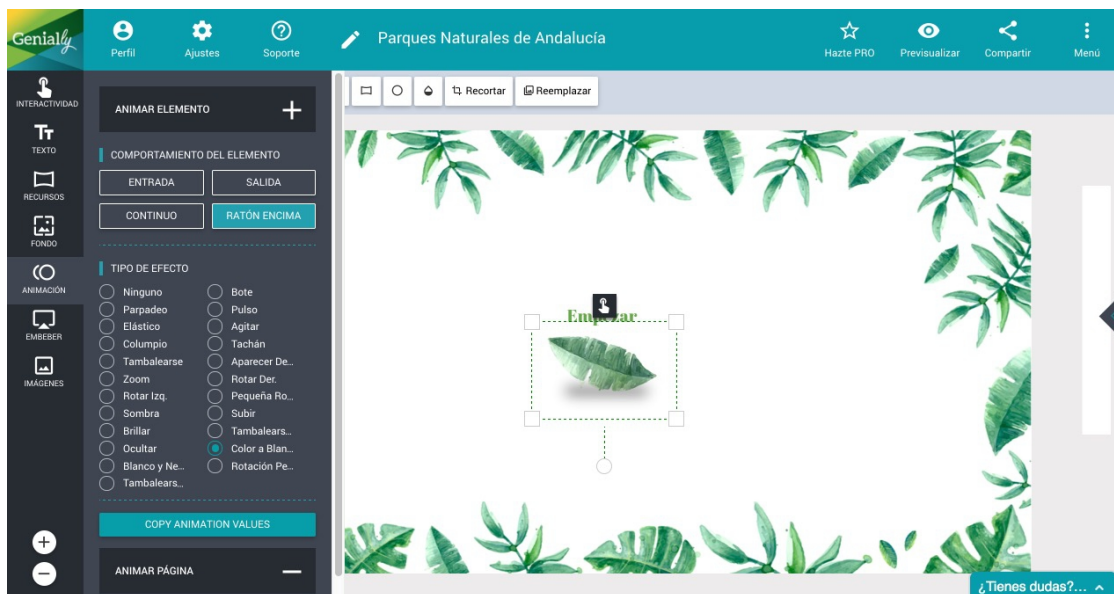 Genially
Perfil
Ajustes
Soporte
Parques Naturales de Andalucía
Hazte PRO
Previsualizar
Compartir
Menú
INTERACTIVIDAD
TEXTO
RECURSOS
FONDO
ANIMACIÓN
EMBEBER
IMÁGENES
ANIMAR ELEMENTO
COMPORTAMIENTO DEL ELEMENTO
ENTRADA
SALIDA
CONTINUO
RATÓN ENCIMA
TIPO DE EFECTO
Ninguno
Bote
Parpadeo
Pulso
Elástico
Agitar
Columpio
Tachán
Tambalearse
Aparecer De...
Zoom
Rotar Der.
Rotar Izq.
Pequeña Ro...
Sombra
Subir
Brillar
Tambalears...
Ocultar
Color a Blan...
Blanco y Ne...
Rotación Pe...
Tambalears...
COPY ANIMATION VALUES
ANIMAR PÁGINA
Recortar
Reemplazar
Empezar
¿Tienes dudas?...